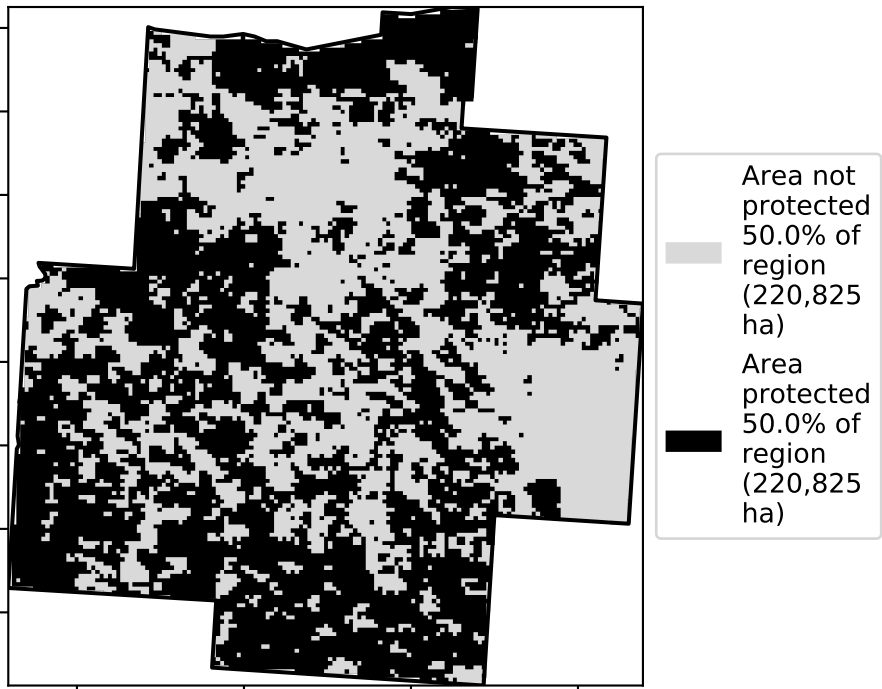 Area not
protected
50.0% of
region
(220,825
ha)
Area
protected
50.0% of
region
(220,825
ha)